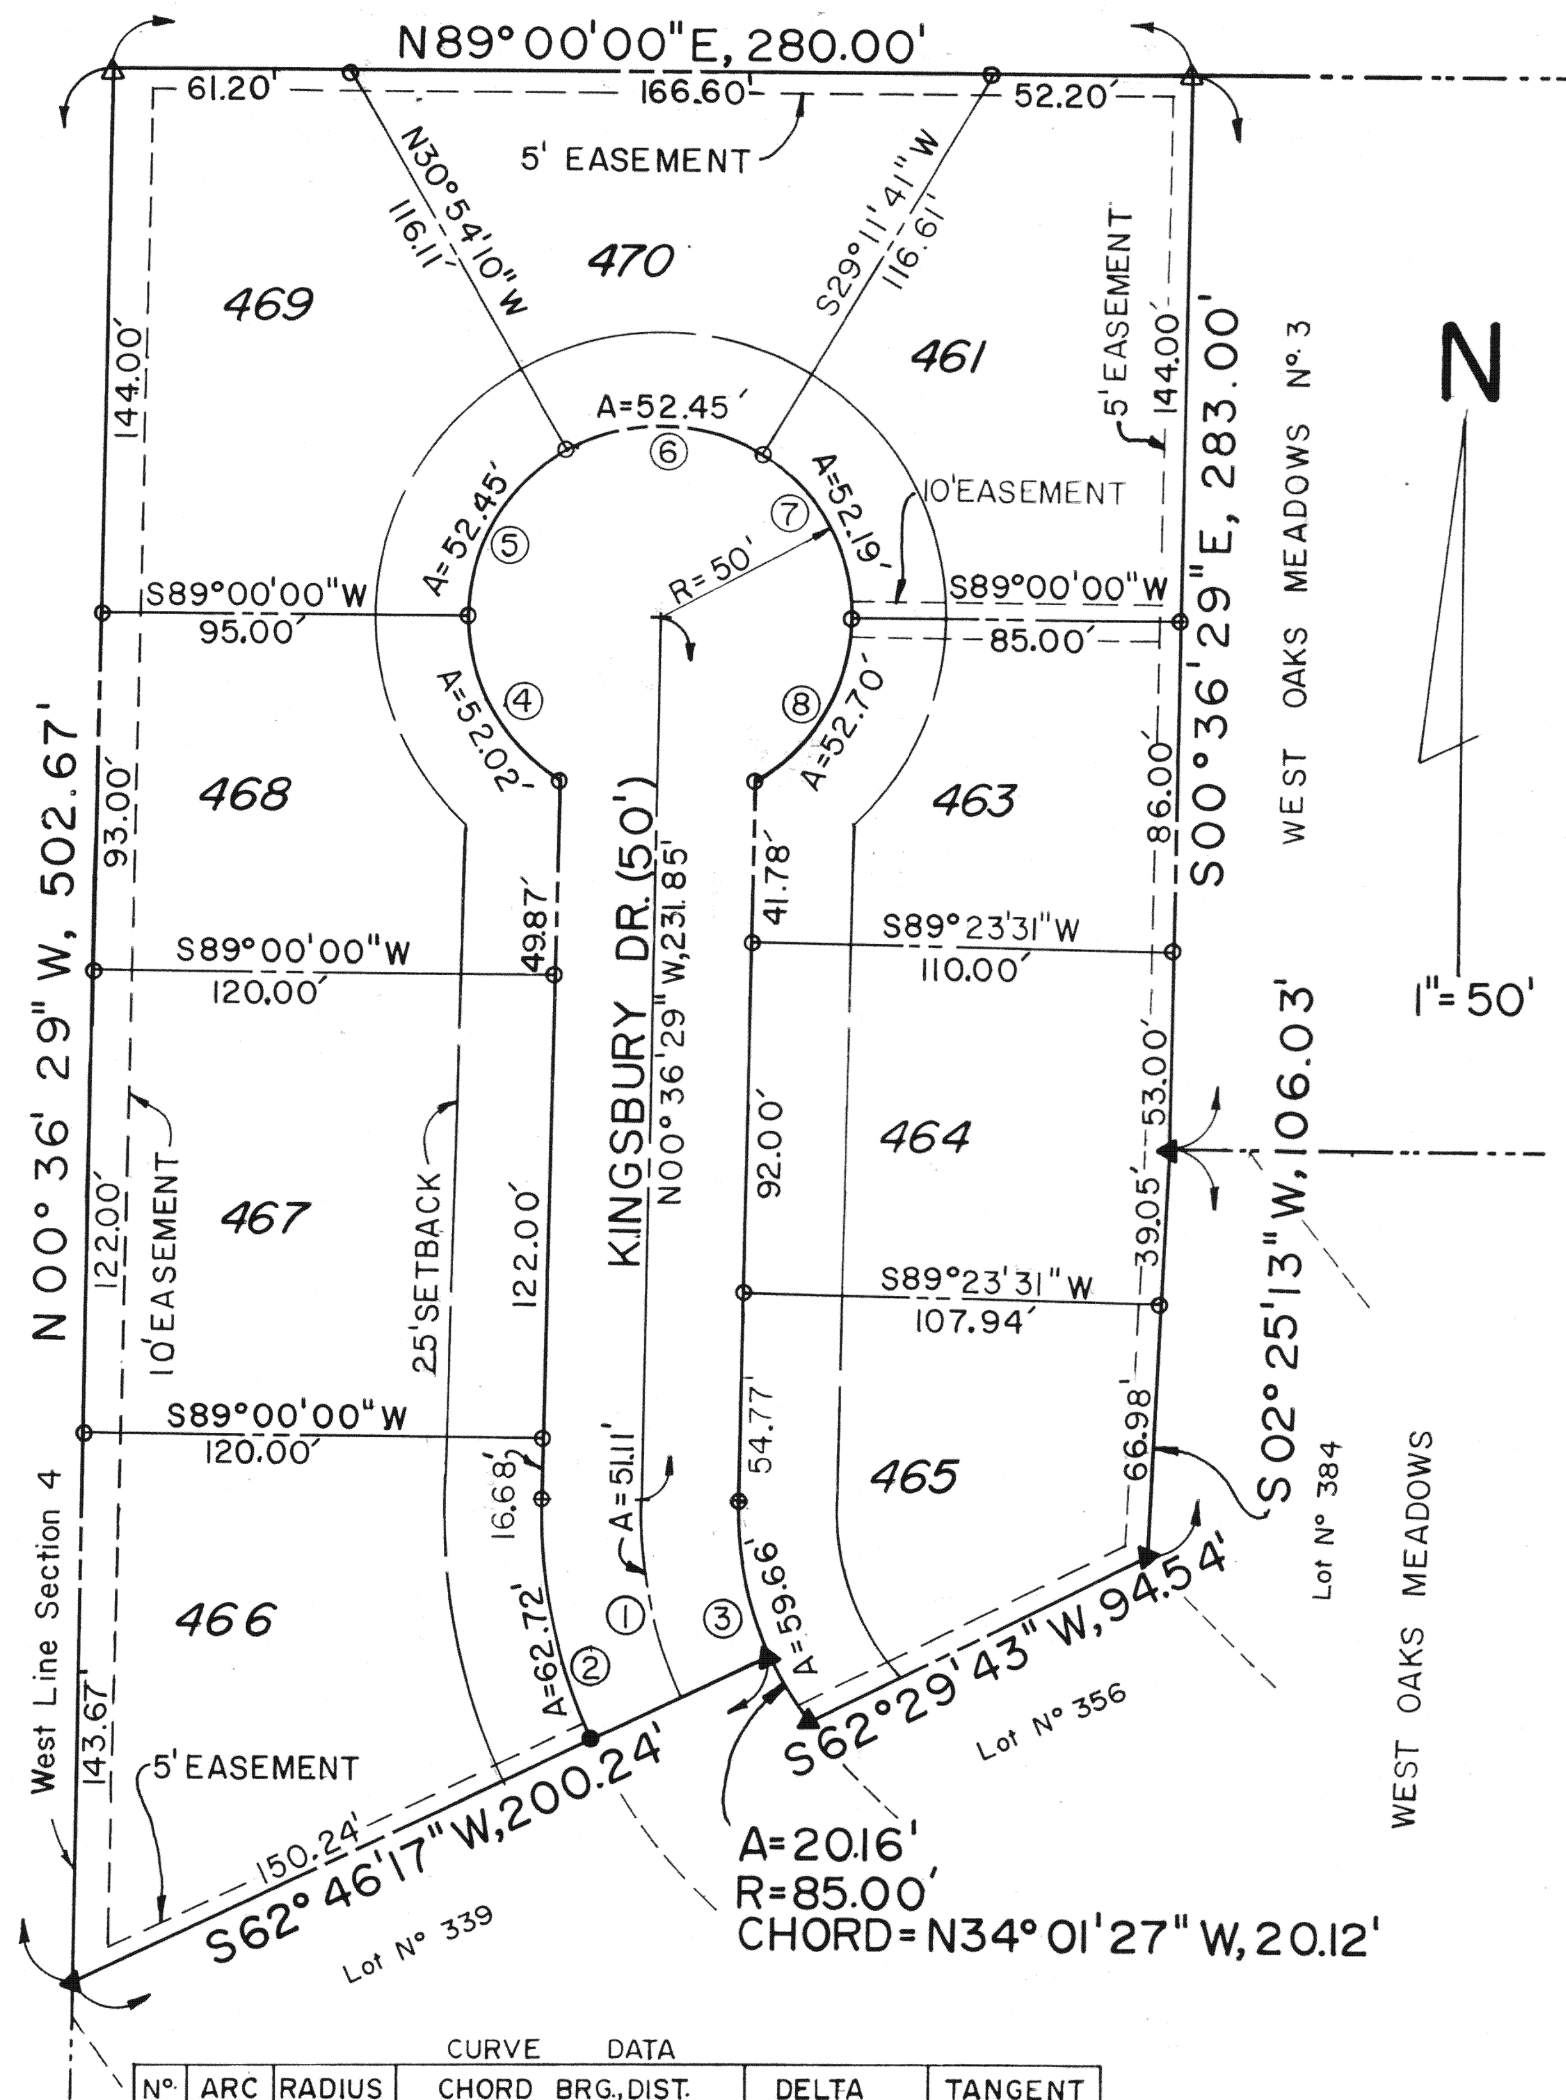 N89°00'00"E, 280.00'
61.20'
166.60'
52.20'
5' EASEMENT
N30°54'10"W
116.11'
S29°11'41"W
116.61'
470
469
461
144.00'
5' EASEMENT
144.00'
S00°36'29"E, 283.00'
WEST OAKS MEADOWS Nº 3
N
A=52.45'
6
A=52.45'
5
A=52.19'
7
10' EASEMENT
R=50'
S89°00'00"W
95.00'
S89°00'00"W
85.00'
A=52.02'
4
A=52.70'
8
N00°36'29"W, 502.67'
93.00'
468
463
86.00'
KINGSBURY DR. (50')
N00°36'29"W, 231.85'
49.87'
41.78'
S89°00'00"W
120.00'
S89°23'31"W
110.00'
1"=50'
53.00'
S02°25'13"W, 106.03'
10' EASEMENT
122.00'
467
25' SETBACK
122.00'
92.00'
464
39.05'
S89°23'31"W
107.94'
S89°00'00"W
120.00'
16.68'
A=51.11'
54.77'
465
66.98'
Lot Nº 384
WEST OAKS MEADOWS
West Line Section 4
466
A=62.72'
2
1
3
A=59.66'
S62°29'43"W, 94.54'
Lot Nº 356
143.67'
5' EASEMENT
150.24'
S62°46'17"W, 200.24'
Lot Nº 339
A=20.16'
R=85.00'
CHORD=N34°01'27"W, 20.12'
CURVE DATA
Nº. ARC RADIUS CHORD BRG., DIST. DELTA TANGENT